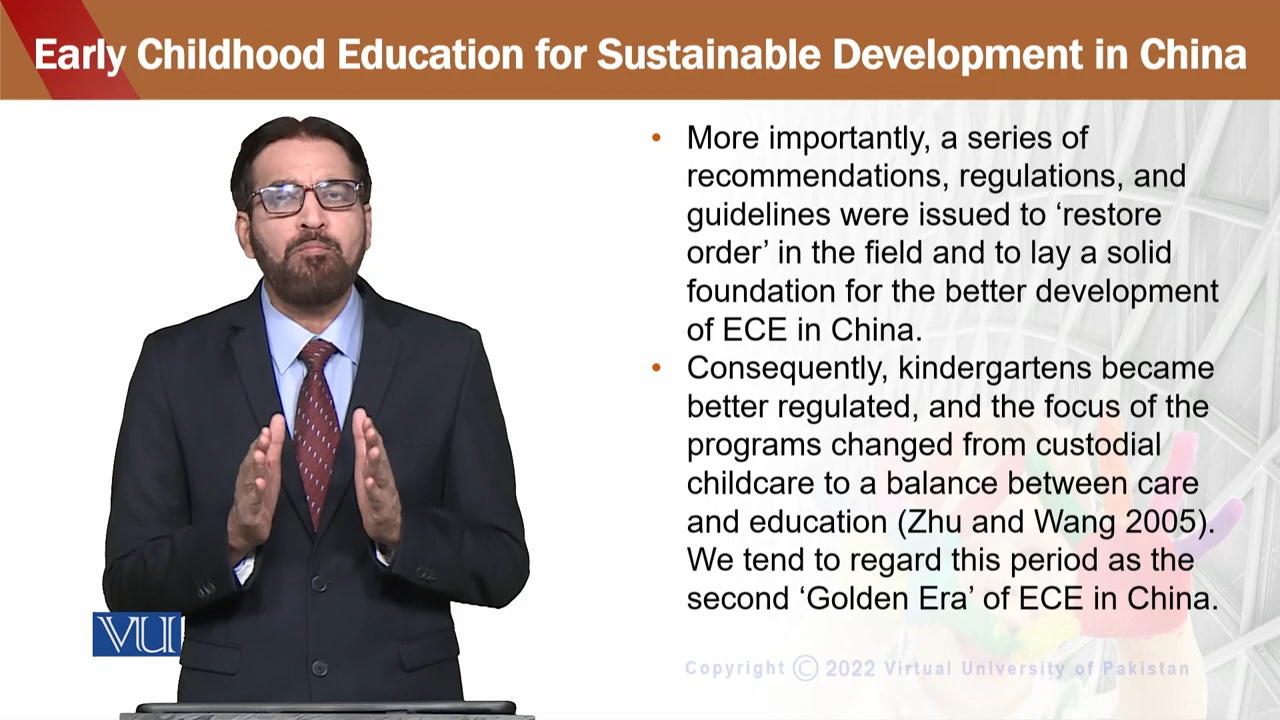 Early Childhood Education for Sustainable Development in China
• More importantly, a series of
recommendations, regulations, and
guidelines were issued to ‘restore
order’ in the field and to lay a solid
foundation for the better development
of ECE in China.
• Consequently, kindergartens became
better regulated, and the focus of the
programs changed from custodial
childcare to a balance between care
and education (Zhu and Wang 2005).
We tend to regard this period as the
second ‘Golden Era’ of ECE in China.
VU
Copyright © 2022 Virtual University of Pakistan